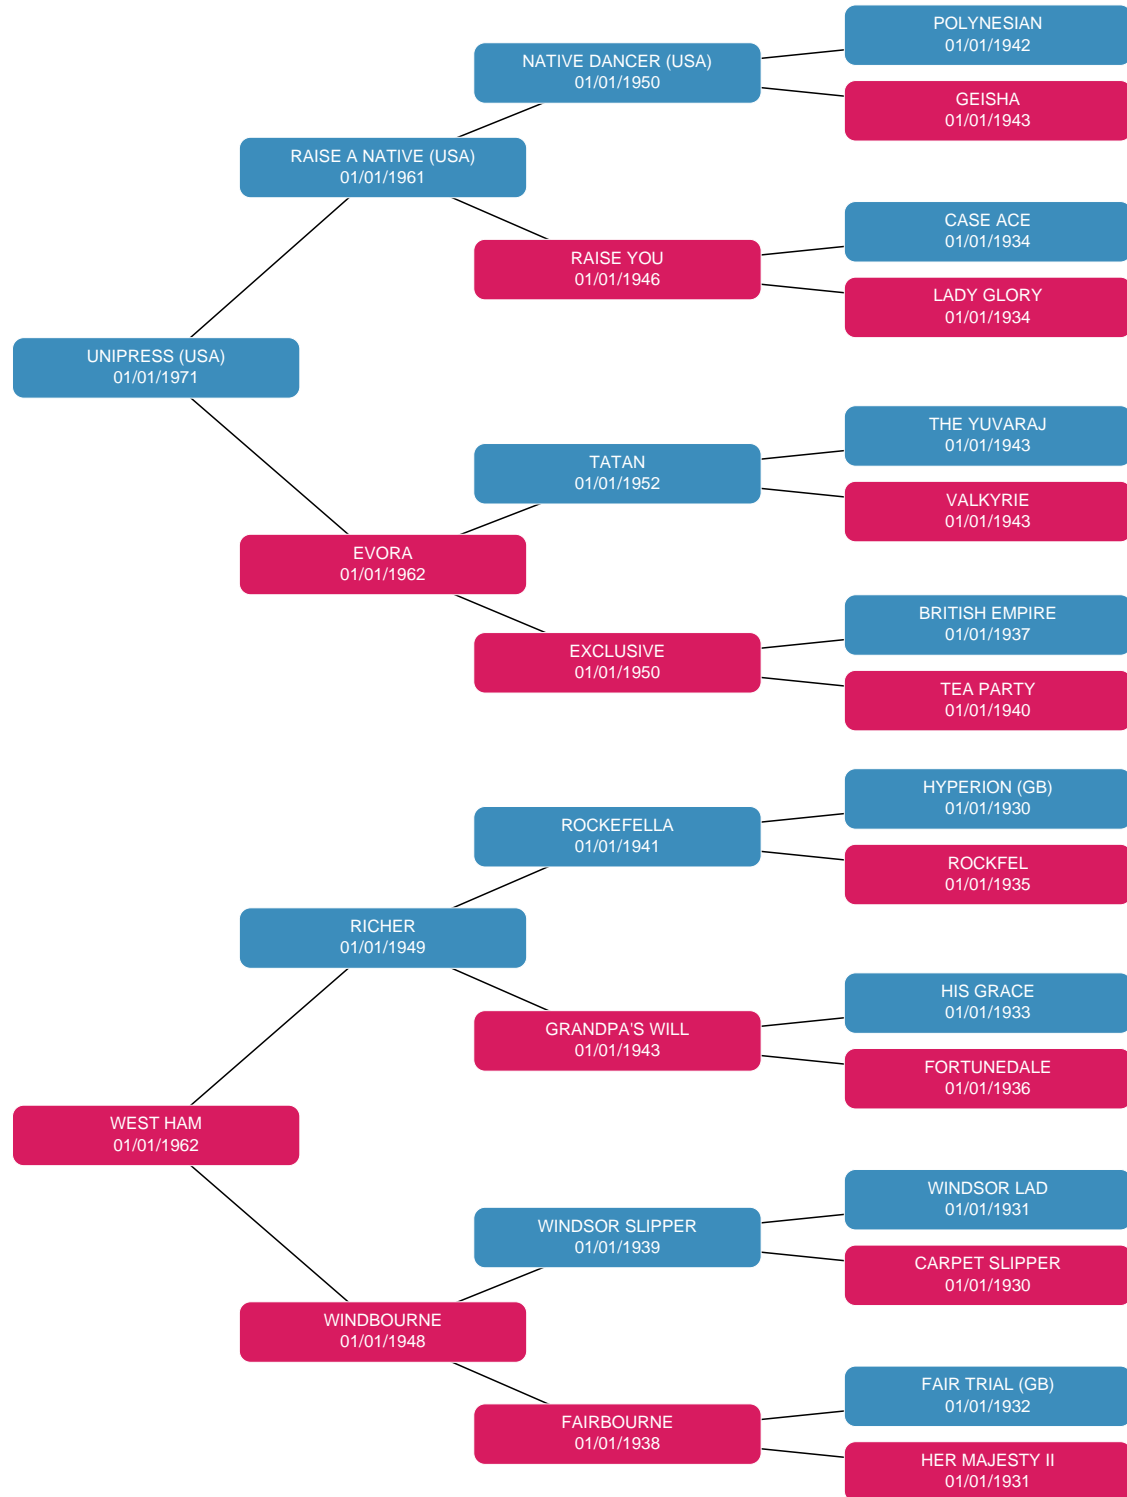 POLYNESIAN
01/01/1942
NATIVE DANCER (USA)
01/01/1950
GEISHA
01/01/1943
RAISE A NATIVE (USA)
01/01/1961
CASE ACE
01/01/1934
RAISE YOU
01/01/1946
LADY GLORY
01/01/1934
UNIPRESS (USA)
01/01/1971
THE YUVARAJ
01/01/1943
TATAN
01/01/1952
VALKYRIE
01/01/1943
EVORA
01/01/1962
BRITISH EMPIRE
01/01/1937
EXCLUSIVE
01/01/1950
TEA PARTY
01/01/1940
HYPERION (GB)
01/01/1930
ROCKEFELLA
01/01/1941
ROCKFEL
01/01/1935
RICHER
01/01/1949
HIS GRACE
01/01/1933
GRANDPA'S WILL
01/01/1943
FORTUNEDALE
01/01/1936
WEST HAM
01/01/1962
WINDSOR LAD
01/01/1931
WINDSOR SLIPPER
01/01/1939
CARPET SLIPPER
01/01/1930
WINDBOURNE
01/01/1948
FAIR TRIAL (GB)
01/01/1932
FAIRBOURNE
01/01/1938
HER MAJESTY II
01/01/1931